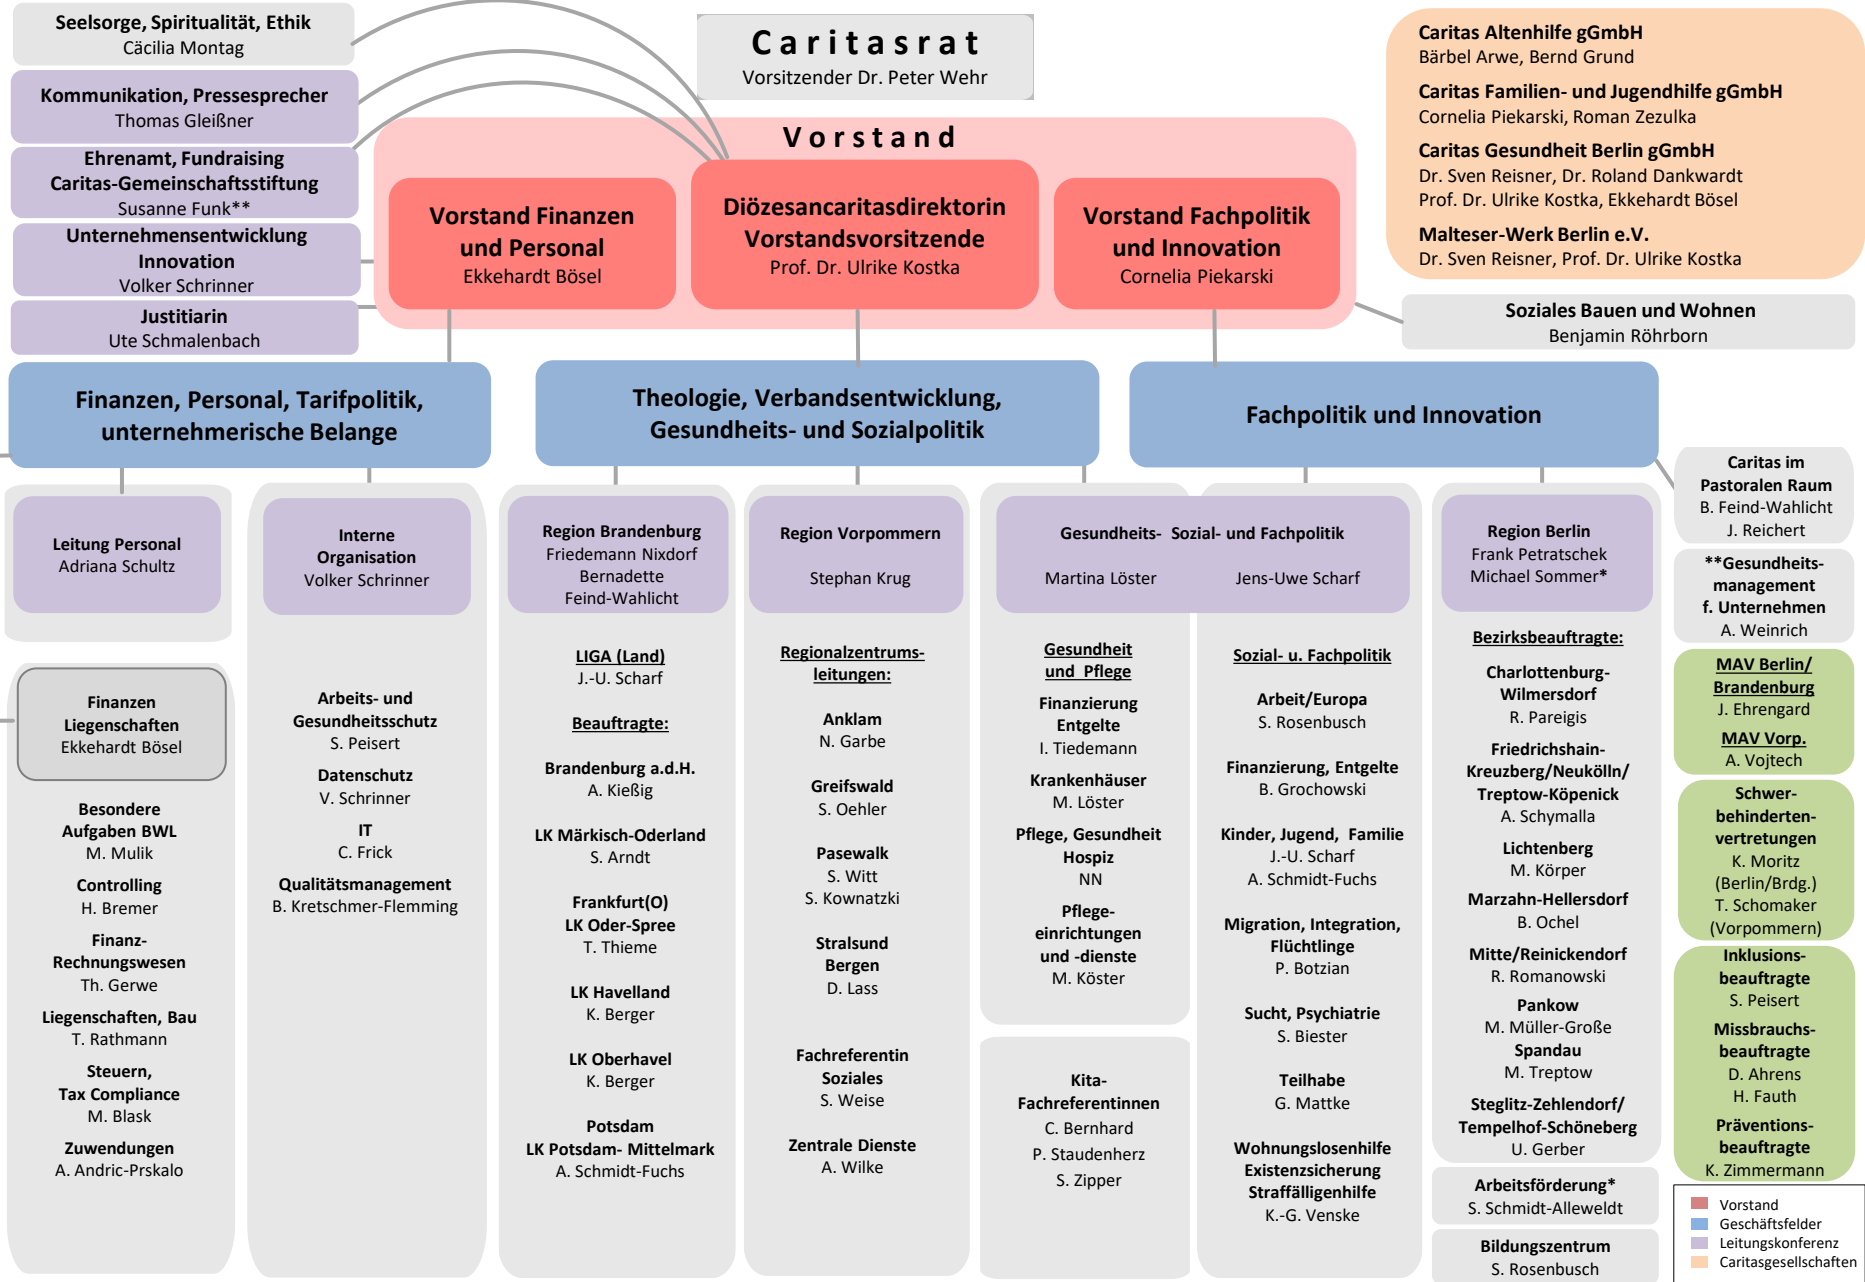 Seelsorge, Spiritualität, Ethik
Cäcilia Montag
Kommunikation, Pressesprecher
Thomas Gleißner
Ehrenamt, Fundraising
Caritas-Gemeinschaftsstiftung
Susanne Funk**
Unternehmensentwicklung
Innovation
Volker Schrinner
Justitiarin
Ute Schmalenbach
Caritasrat
Vorsitzender Dr. Peter Wehr
Vorstand
Vorstand Finanzen
und Personal
Ekkehardt Bösel
Diözesancaritasdirektorin
Vorstandsvorsitzende
Prof. Dr. Ulrike Kostka
Vorstand Fachpolitik
und Innovation
Cornelia Piekarski
Caritas Altenhilfe gGmbH
Bärbel Arwe, Bernd Grund
Caritas Familien- und Jugendhilfe gGmbH
Cornelia Piekarski, Roman Zezulka
Caritas Gesundheit Berlin gGmbH
Dr. Sven Reisner, Dr. Roland Dankwardt
Prof. Dr. Ulrike Kostka, Ekkehardt Bösel
Malteser-Werk Berlin e.V.
Dr. Sven Reisner, Prof. Dr. Ulrike Kostka
Soziales Bauen und Wohnen
Benjamin Röhrborn
Finanzen, Personal, Tarifpolitik,
unternehmerische Belange
Theologie, Verbandsentwicklung,
Gesundheits- und Sozialpolitik
Fachpolitik und Innovation
Leitung Personal
Adriana Schultz
Finanzen
Liegenschaften
Ekkehardt Bösel
Besondere
Aufgaben BWL
M. Mulik
Controlling
H. Bremer
Finanz-
Rechnungswesen
Th. Gerwe
Liegenschaften, Bau
T. Rathmann
Steuern,
Tax Compliance
M. Blask
Zuwendungen
A. Andric-Prskalo
Interne
Organisation
Volker Schrinner
Arbeits- und
Gesundheitsschutz
S. Peisert
Datenschutz
V. Schrinner
IT
C. Frick
Qualitätsmanagement
B. Kretschmer-Flemming
Region Brandenburg
Friedemann Nixdorf
Bernadette
Feind-Wahlicht
LIGA (Land)
J.-U. Scharf
Beauftragte:
Brandenburg a.d.H.
A. Kießig
LK Märkisch-Oderland
S. Arndt
Frankfurt(O)
LK Oder-Spree
T. Thieme
LK Havelland
K. Berger
LK Oberhavel
K. Berger
Potsdam
LK Potsdam- Mittelmark
A. Schmidt-Fuchs
Region Vorpommern
Stephan Krug
Regionalzentrums-
leitungen:
Anklam
N. Garbe
Greifswald
S. Oehler
Pasewalk
S. Witt
S. Kownatzki
Stralsund
Bergen
D. Lass
Fachreferentin
Soziales
S. Weise
Zentrale Dienste
A. Wilke
Gesundheits- Sozial- und Fachpolitik
Martina Löster
Jens-Uwe Scharf
Gesundheit
und Pflege
Finanzierung
Entgelte
I. Tiedemann
Krankenhäuser
M. Löster
Pflege, Gesundheit
Hospiz
NN
Pflege-
einrichtungen
und -dienste
M. Köster
Kita-
Fachreferentinnen
C. Bernhard
P. Staudenherz
S. Zipper
Sozial- u. Fachpolitik
Arbeit/Europa
S. Rosenbusch
Finanzierung, Entgelte
B. Grochowski
Kinder, Jugend, Familie
J.-U. Scharf
A. Schmidt-Fuchs
Migration, Integration,
Flüchtlinge
P. Botzian
Sucht, Psychiatrie
S. Biester
Teilhabe
G. Mattke
Wohnungslosenhilfe
Existenzsicherung
Straffälligenhilfe
K.-G. Venske
Region Berlin
Frank Petratschek
Michael Sommer*
Bezirksbeauftragte:
Charlottenburg-
Wilmersdorf
R. Pareigis
Friedrichshain-
Kreuzberg/Neukölln/
Treptow-Köpenick
A. Schymalla
Lichtenberg
M. Körper
Marzahn-Hellersdorf
B. Ochel
Mitte/Reinickendorf
R. Romanowski
Pankow
M. Müller-Große
Spandau
M. Treptow
Steglitz-Zehlendorf/
Tempelhof-Schöneberg
U. Gerber
Arbeitsförderung*
S. Schmidt-Alleweldt
Bildungszentrum
S. Rosenbusch
Caritas im
Pastoralen Raum
B. Feind-Wahlicht
J. Reichert
**Gesundheits-
management
f. Unternehmen
A. Weinrich
MAV Berlin/
Brandenburg
J. Ehrengard
MAV Vorp.
A. Vojtech
Schwer-
behinderten-
vertretungen
K. Moritz
(Berlin/Brdg.)
T. Schomaker
(Vorpommern)
Inklusions-
beauftragte
S. Peisert
Missbrauchs-
beauftragte
D. Ahrens
H. Fauth
Präventions-
beauftragte
K. Zimmermann
Vorstand
Geschäftsfelder
Leitungskonferenz
Caritasgesellschaften